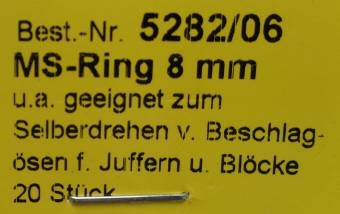 Best.-Nr. 5282/06
MS-Ring 8 mm
u.a. geeignet zum
Selberdrehen v. Beschlag-
ösen f. Juffern u. Blöcke
20 Stück